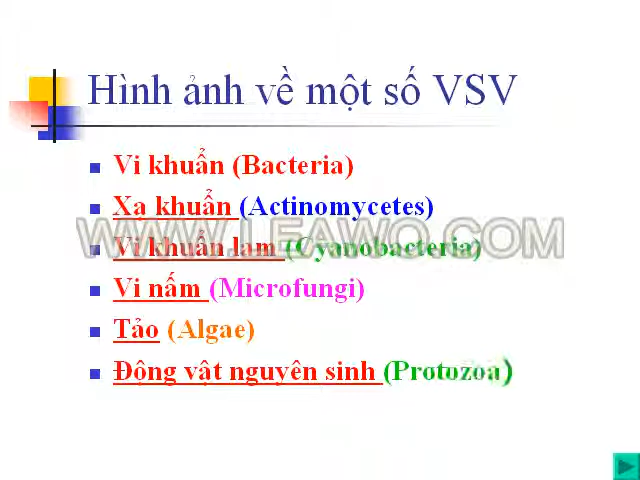 Hình ảnh về một số VSV
Vi khuẩn (Bacteria)
Xạ khuẩn (Actinomycetes)
WWW.LEAWO.COM
Vi khuẩn lam (Cyanobacteria)
Vi nấm (Microfungi)
Tảo (Algae)
Động vật nguyên sinh (Protozoa)